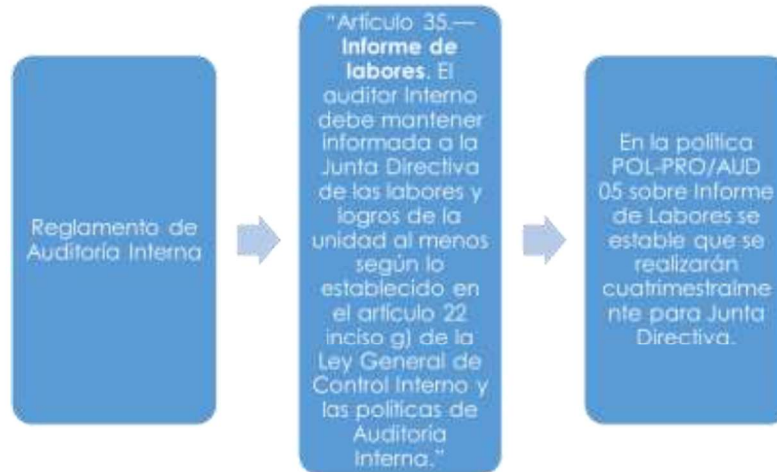 Reglamento de
Auditoría Interna
"Artículo 35.—
Informe de
labores. El
auditor Interno
debe mantener
informada a la
Junta Directiva
de las labores y
logros de la
unidad al menos
según lo
establecido en
el artículo 22
inciso g) de la
Ley General de
Control Interno y
las políticas de
Auditoría
Interna."
En la política
POL-PRO/AUD
05 sobre Informe
de Labores se
estable que se
realizarán
cuatrimestralme
nte para Junta
Directiva.